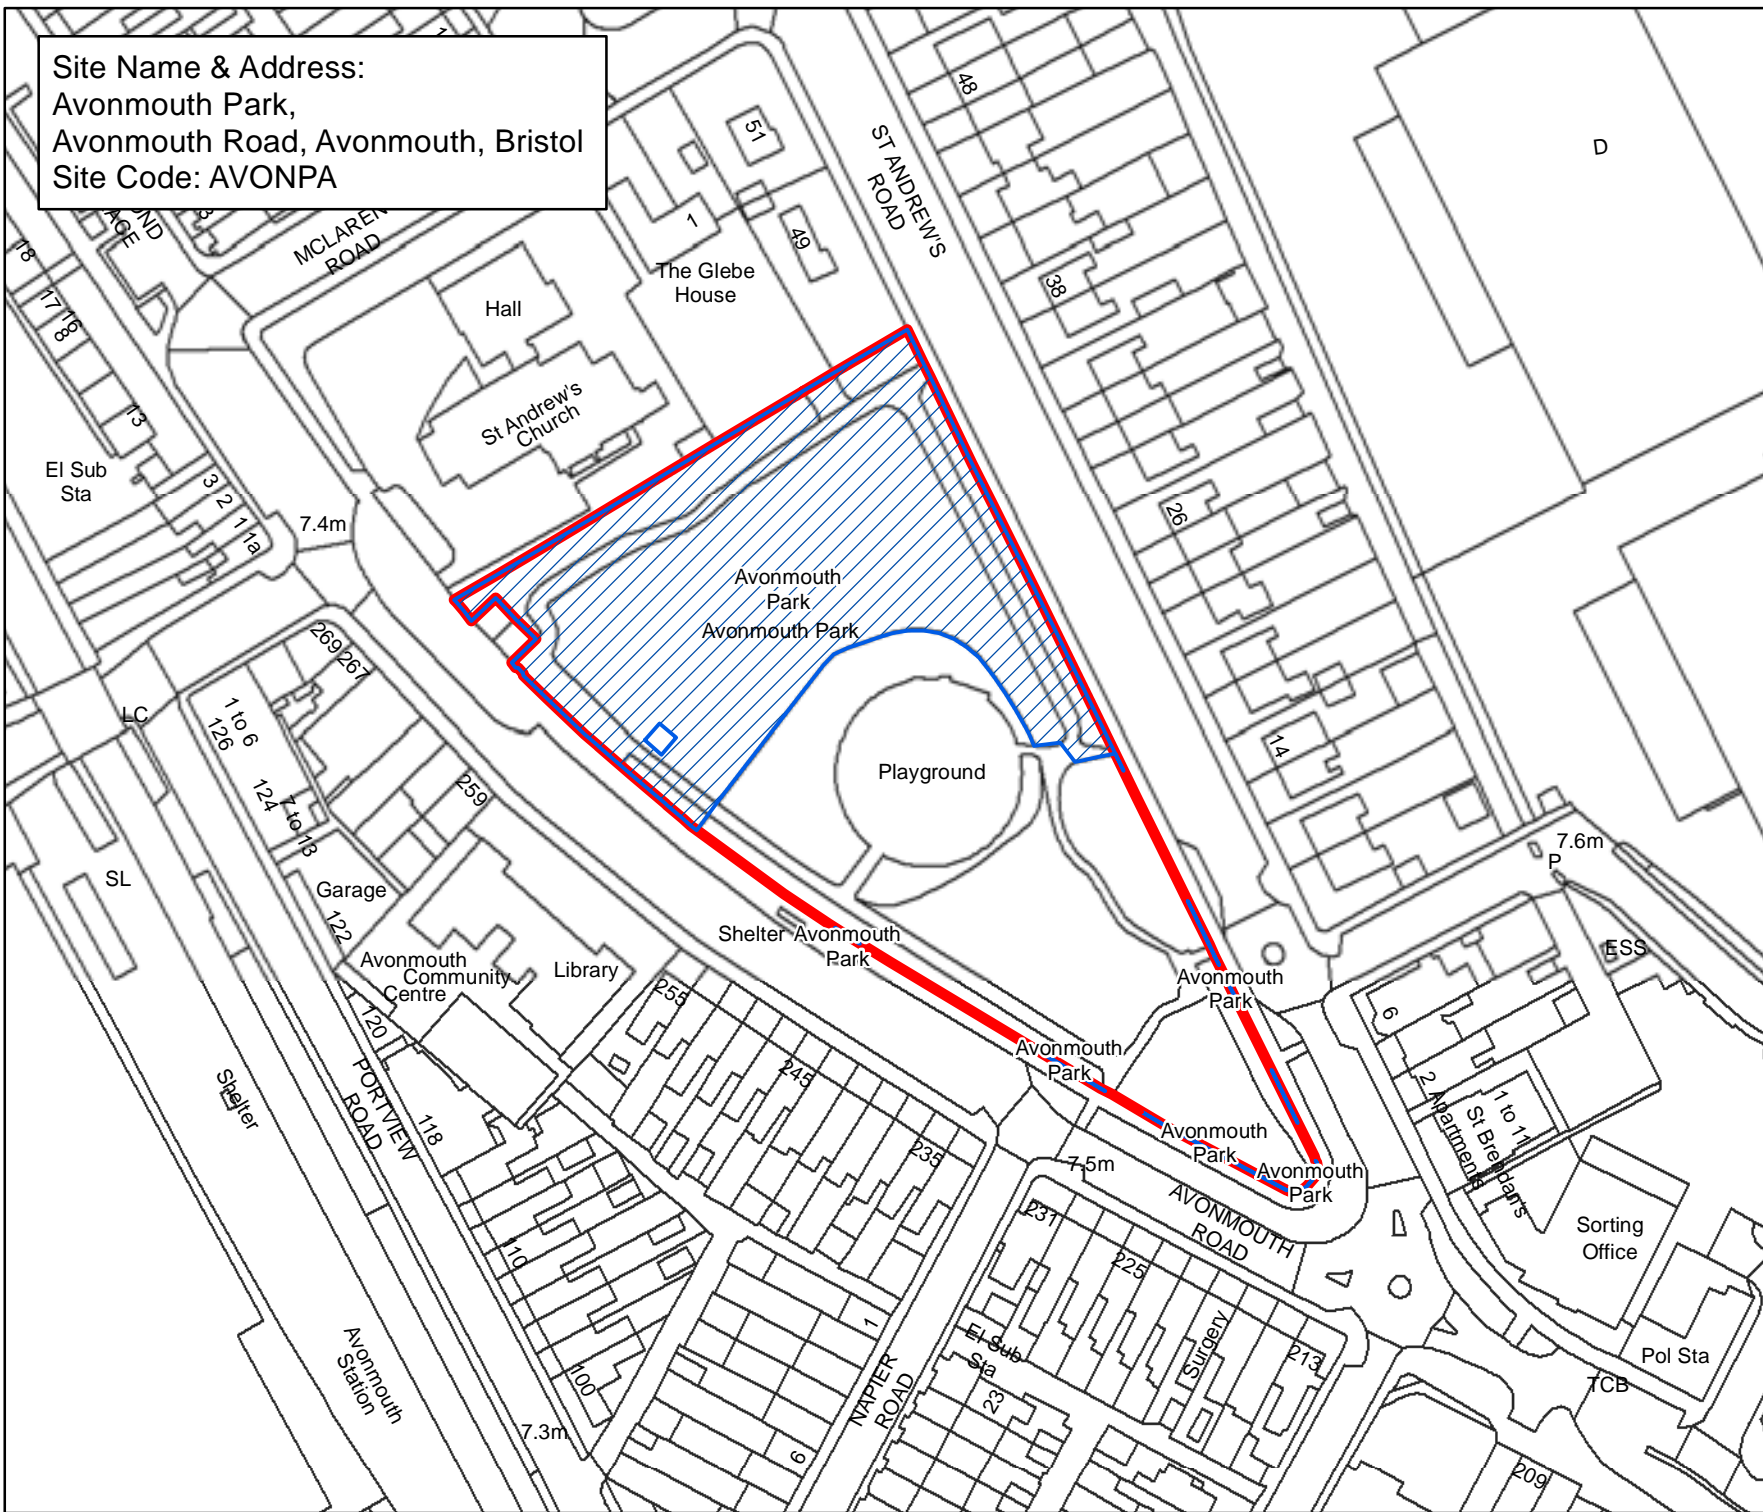 Site Name & Address:
Avonmouth Park,
Avonmouth Road, Avonmouth, Bristol
Site Code: AVONPA
48
D
51
ST ANDREW'S
ROAD
1
49
MCLAREN
ROAD
The Glebe
House
38
Hall
18
17
16
8
13
St Andrew's
Church
El Sub
Sta
3
2
1
11a
7.4m
26
Avonmouth
Park
Avonmouth Park
269
267
LC
1 to 6
126
124
7 to 13
259
14
Playground
7.6m
P
SL
Garage
122
Shelter
Avonmouth
Park
Avonmouth
Community
Centre
Library
ESS
255
Avonmouth
Park
6
120
245
Avonmouth
Park
Shelter
PORTVIEW
ROAD
118
2
Apartments
1 to 11
St Brendan's
235
Avonmouth
Park
7.5m
Avonmouth
Park
231
AVONMOUTH
ROAD
Sorting
Office
110
225
1
El Sub
Sta
Surgery
213
Pol Sta
Avonmouth
Station
100
NAPIER
ROAD
23
TCB
7.3m
6
209